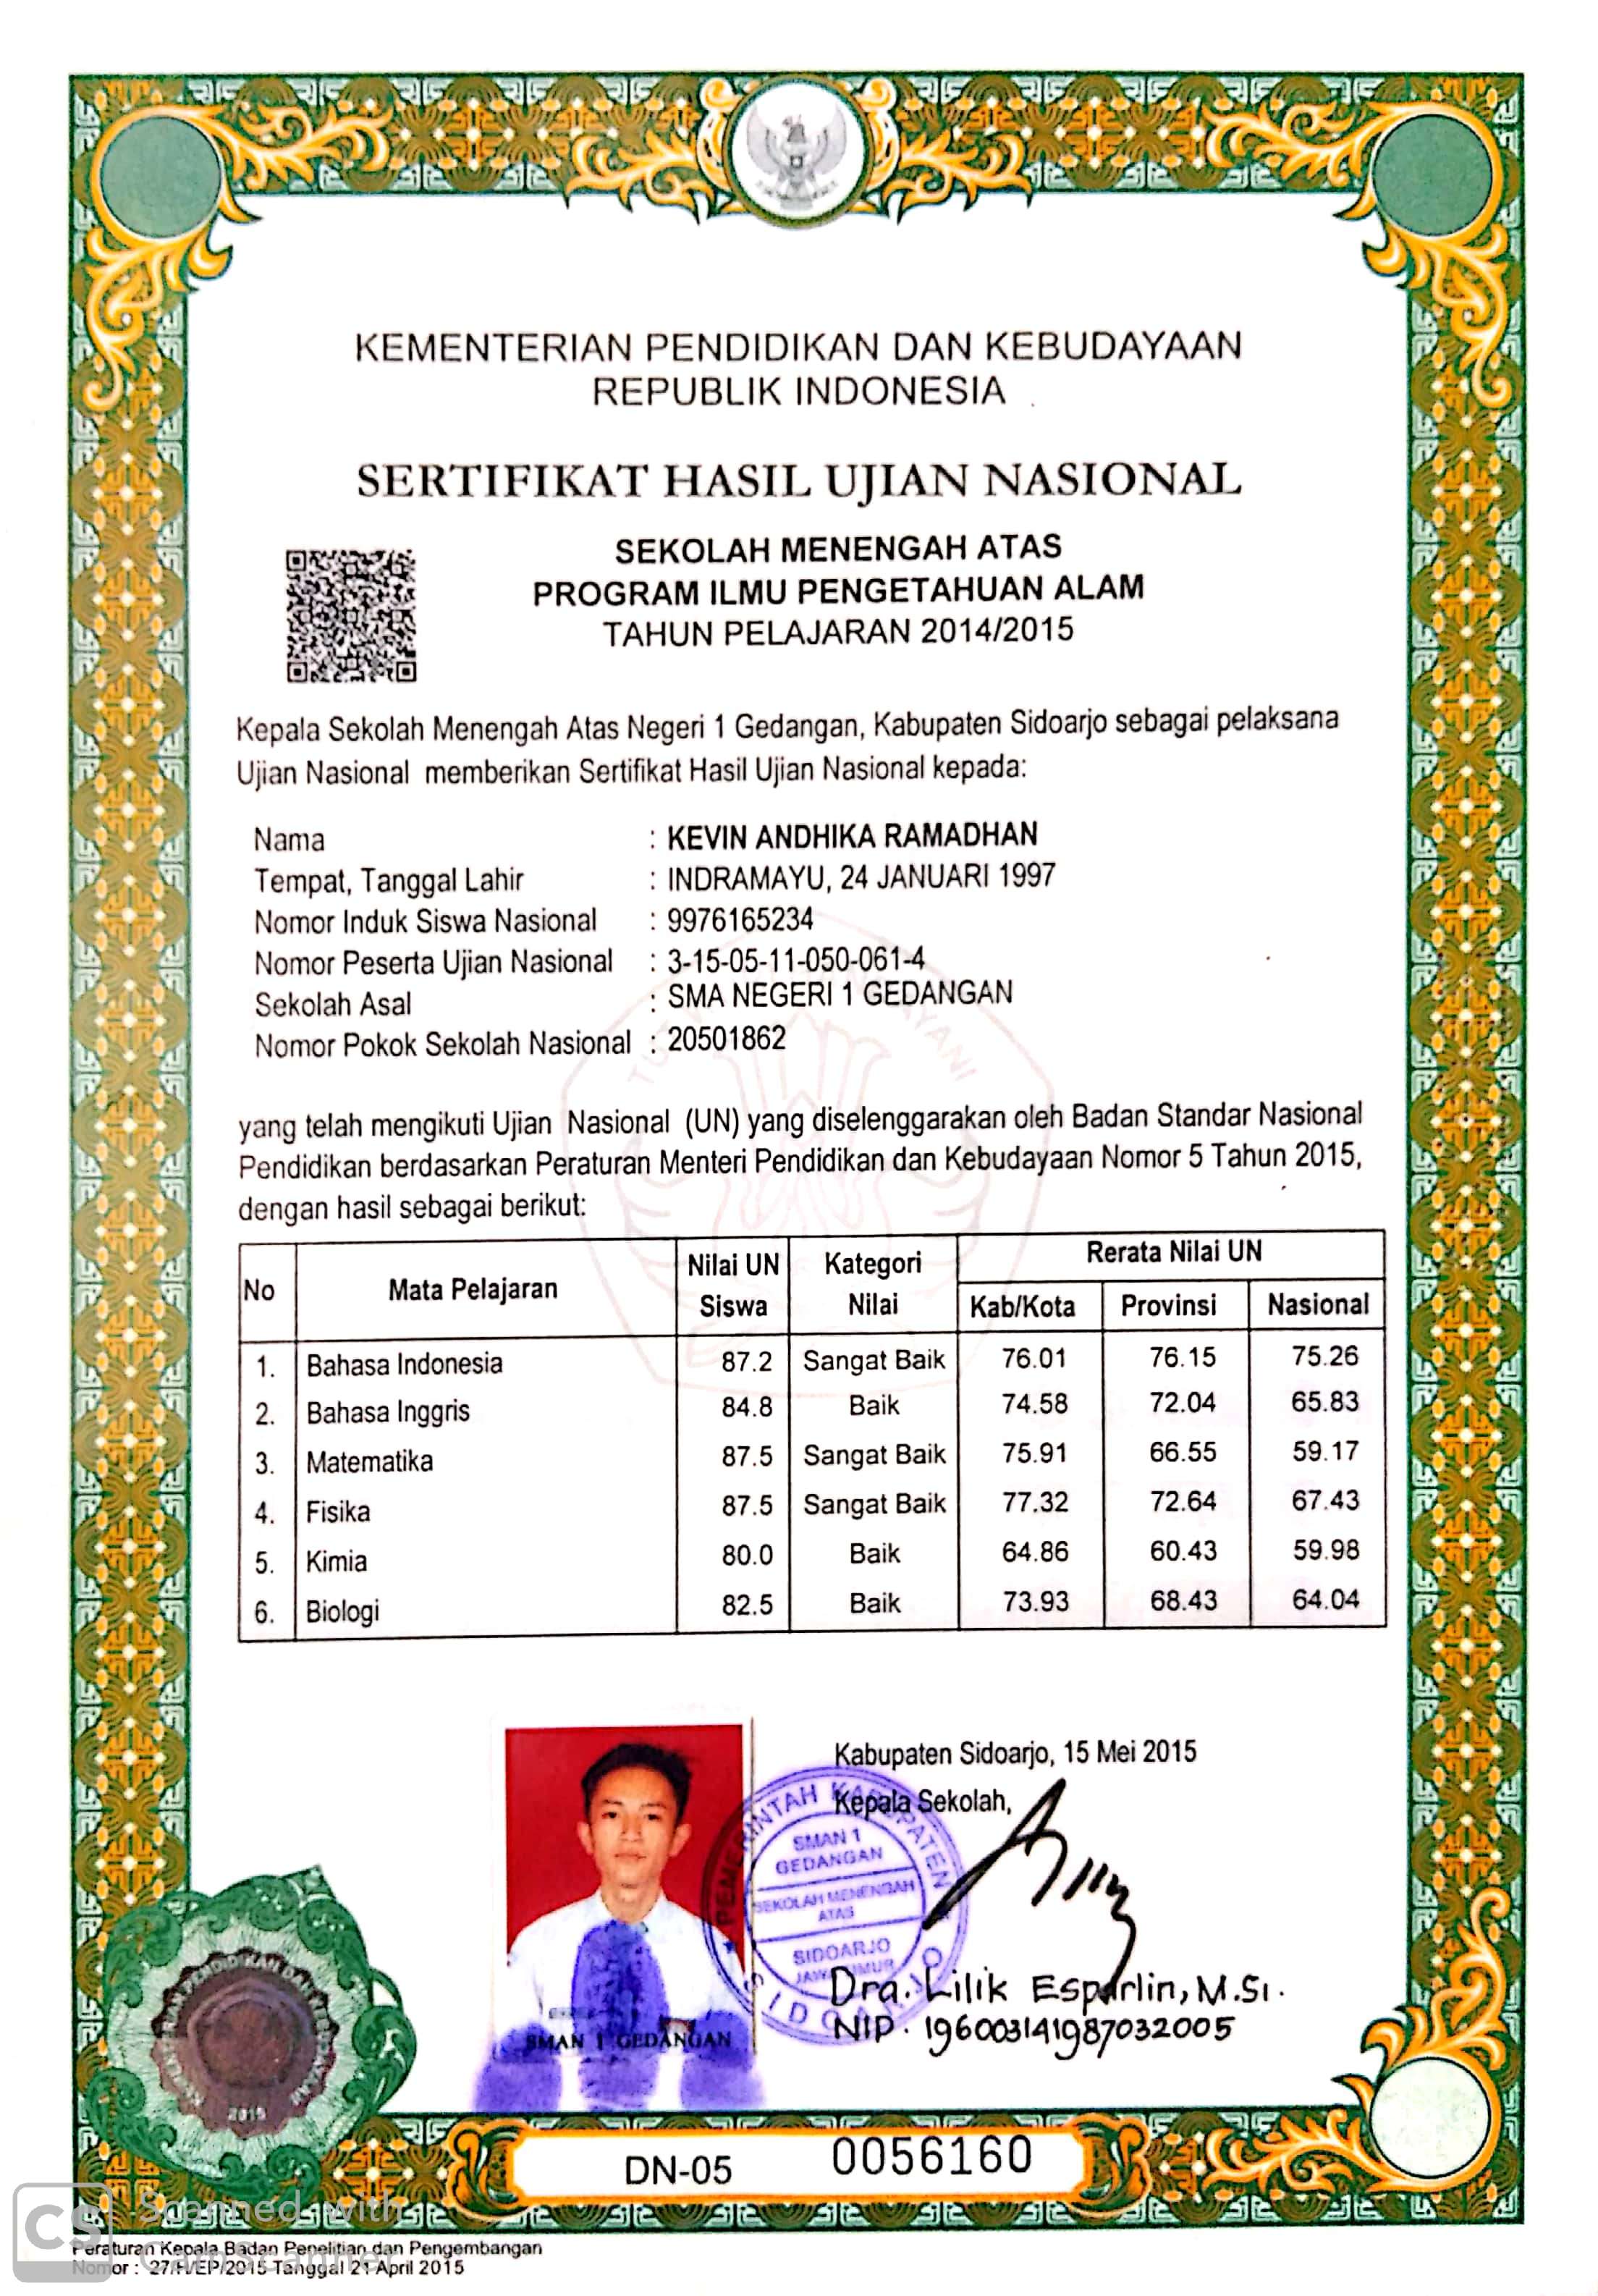 KEMENTERIAN PENDIDIKAN DAN KEBUDAYAAN
REPUBLIK INDONESIA
SERTIFIKAT HASIL UJIAN NASIONAL
SEKOLAH MENENGAH ATAS
PROGRAM ILMU PENGETAHUAN ALAM
TAHUN PELAJARAN 2014/2015
Kepala Sekolah Menengah Atas Negeri 1 Gedangan, Kabupaten Sidoarjo sebagai pelaksana
Ujian Nasional memberikan Sertifikat Hasil Ujian Nasional kepada:
Nama : KEVIN ANDHIKA RAMADHAN
Tempat, Tanggal Lahir : INDRAMAYU, 24 JANUARI 1997
Nomor Induk Siswa Nasional : 9976165234
Nomor Peserta Ujian Nasional : 3-15-05-11-050-061-4
Sekolah Asal : SMA NEGERI 1 GEDANGAN
Nomor Pokok Sekolah Nasional : 20501862
yang telah mengikuti Ujian Nasional (UN) yang diselenggarakan oleh Badan Standar Nasional
Pendidikan berdasarkan Peraturan Menteri Pendidikan dan Kebudayaan Nomor 5 Tahun 2015,
dengan hasil sebagai berikut:
No Mata Pelajaran Nilai UN Siswa Kategori Nilai Rerata Nilai UN
Kab/Kota Provinsi Nasional
1. Bahasa Indonesia 87.2 Sangat Baik 76.01 76.15 75.26
2. Bahasa Inggris 84.8 Baik 74.58 72.04 65.83
3. Matematika 87.5 Sangat Baik 75.91 66.55 59.17
4. Fisika 87.5 Sangat Baik 77.32 72.64 67.43
5. Kimia 80.0 Baik 64.86 60.43 59.98
6. Biologi 82.5 Baik 73.93 68.43 64.04
Kabupaten Sidoarjo, 15 Mei 2015
Kepala Sekolah,
PEMERINTAH KABUPATEN
SIDOARJO
SMAN 1
GEDANGAN
SEKOLAH MENENGAH
ATAS
SIDOARJO
JAWA TIMUR
Dra. Lilik Esparlin, M.Si.
NIP. 196003141987032005
SMAN 1 GEDANGAN
2015
DN-05 0056160
CS
Scanned with
CamScanner
Peraturan Kepala Badan Penelitian dan Pengembangan
Nomor : 27/H/EP/2015 Tanggal 21 April 2015